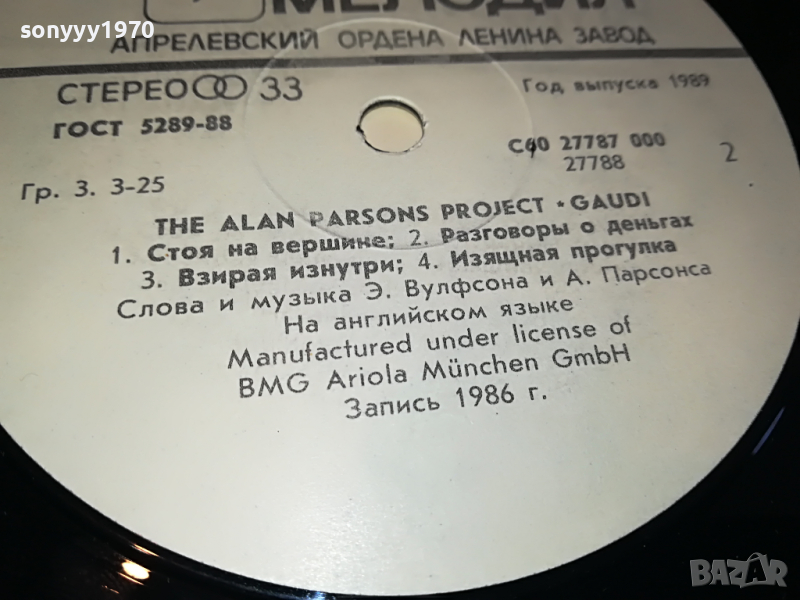 sonyyy1970
МЕЛОДИЯ
АПРЕЛЕВСКИЙ ОРДЕНА ЛЕНИНА ЗАВОД
СТЕРЕО 33
Год выпуска 1989
ГОСТ 5289-88
С60 27787 000
27788
2
Гр. 3. 3-25
THE ALAN PARSONS PROJECT • GAUDI
1. Стоя на вершине; 2. Разговоры о деньгах
3. Взирая изнутри; 4. Изящная прогулка
Слова и музыка Э. Вулфсона и А. Парсонса
На английском языке
Manufactured under license of
BMG Ariola München GmbH
Запись 1986 г.
BAZAR